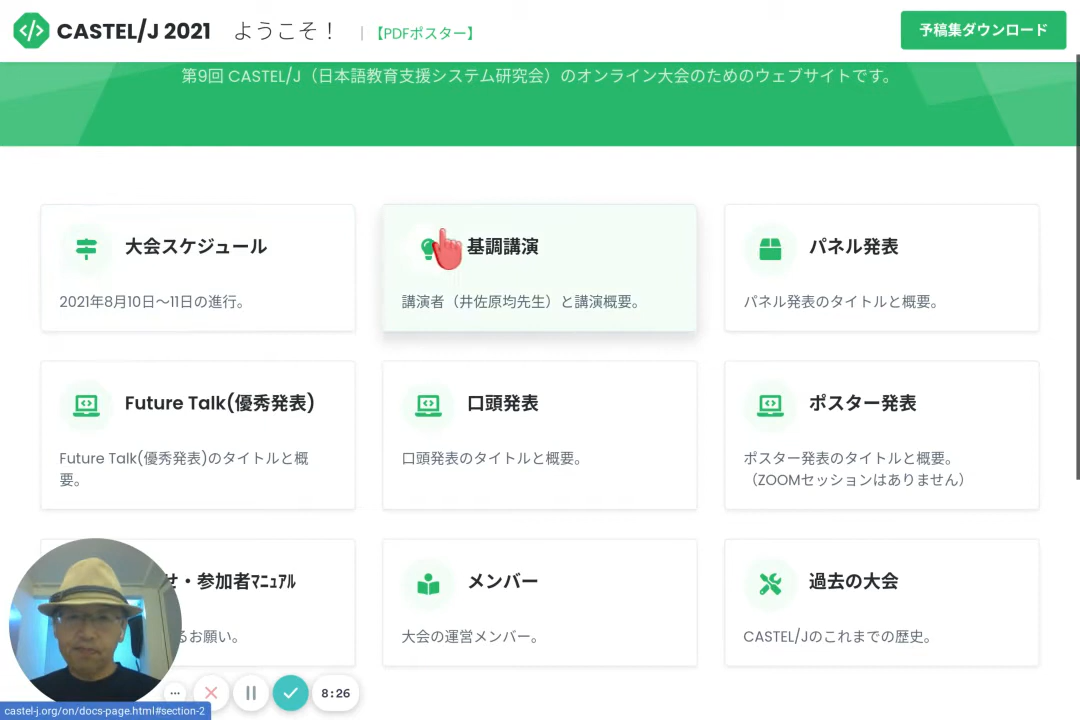 CASTEL/J 2021 ようこそ！ | 【PDFポスター】 予稿集ダウンロード
第9回 CASTEL/J（日本語教育支援システム研究会）のオンライン大会のためのウェブサイトです。
大会スケジュール
2021年8月10日〜11日の進行。
基調講演
講演者（井佐原均先生）と講演概要。
パネル発表
パネル発表のタイトルと概要。
Future Talk(優秀発表)
Future Talk(優秀発表)のタイトルと概
要。
口頭発表
口頭発表のタイトルと概要。
ポスター発表
ポスター発表のタイトルと概要。
（ZOOMセッションはありません）
せ・参加者ﾏﾆｭｱﾙ
るお願い。
メンバー
大会の運営メンバー。
過去の大会
CASTEL/Jのこれまでの歴史。
8:26
castel-j.org/on/docs-page.html#section-2